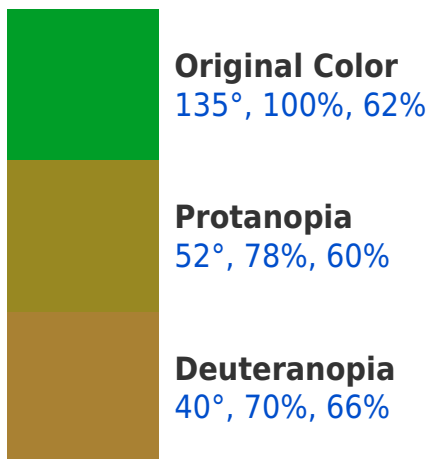 Original Color
135°, 100%, 62%
Protanopia
52°, 78%, 60%
Deuteranopia
40°, 70%, 66%